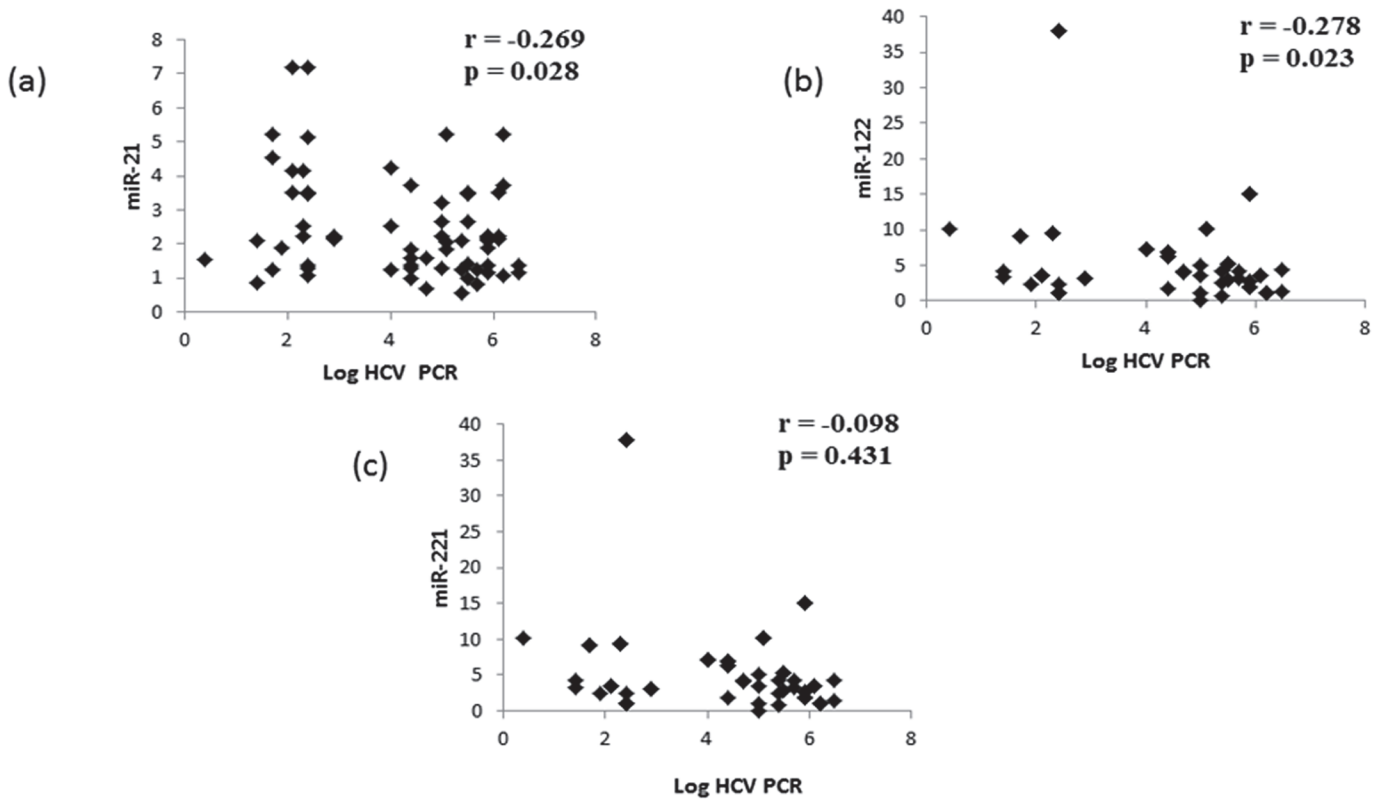 (a)
r = -0.269
p = 0.028
miR-21
8
7
6
5
4
3
2
1
0
0 2 4 6 8
Log HCV PCR
(b)
r = -0.278
p = 0.023
miR-122
40
35
30
25
20
15
10
5
0
0 2 4 6 8
Log HCV PCR
(c)
r = -0.098
p = 0.431
miR-221
40
35
30
25
20
15
10
5
0
0 2 4 6 8
Log HCV PCR